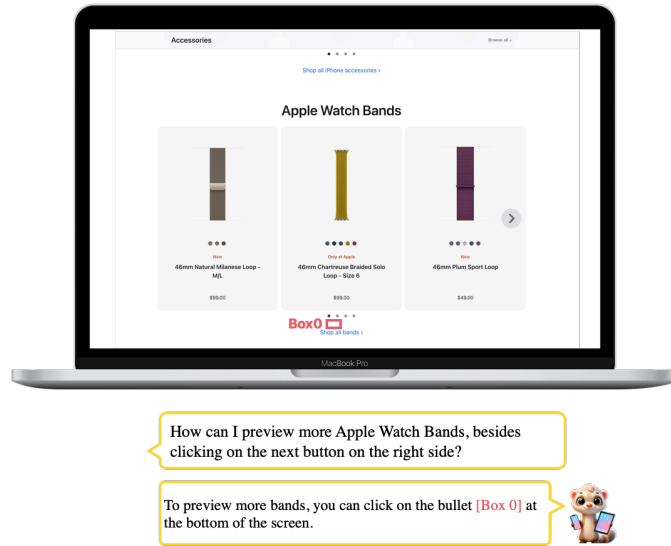 Accessories
Browse all
Shop all iPhone accessories ›
Apple Watch Bands
New
46mm Natural Milanese Loop –
M/L
$99.00
Only at Apple
46mm Chartreuse Braided Solo
Loop – Size 6
$99.00
New
46mm Plum Sport Loop
$49.00
Box0
Shop all bands ›
MacBook Pro
How can I preview more Apple Watch Bands, besides
clicking on the next button on the right side?
To preview more bands, you can click on the bullet [Box 0] at
the bottom of the screen.